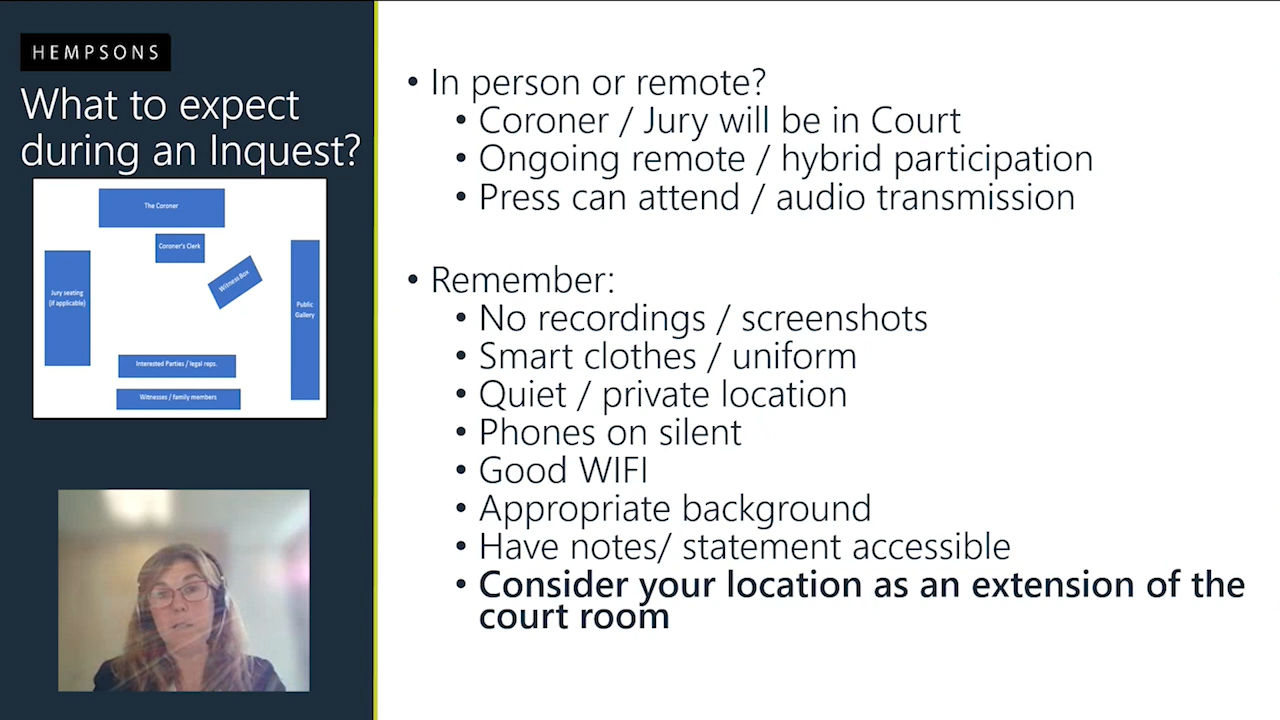 HEMPSONS
What to expect
during an Inquest?
The Coroner
Coroner's Clerk
Witness Box
Jury seating
(if applicable)
Public
Gallery
Interested Parties / legal reps.
Witnesses / family members
• In person or remote?
• Coroner / Jury will be in Court
• Ongoing remote / hybrid participation
• Press can attend / audio transmission
• Remember:
• No recordings / screenshots
• Smart clothes / uniform
• Quiet / private location
• Phones on silent
• Good WIFI
• Appropriate background
• Have notes/ statement accessible
• Consider your location as an extension of the
court room